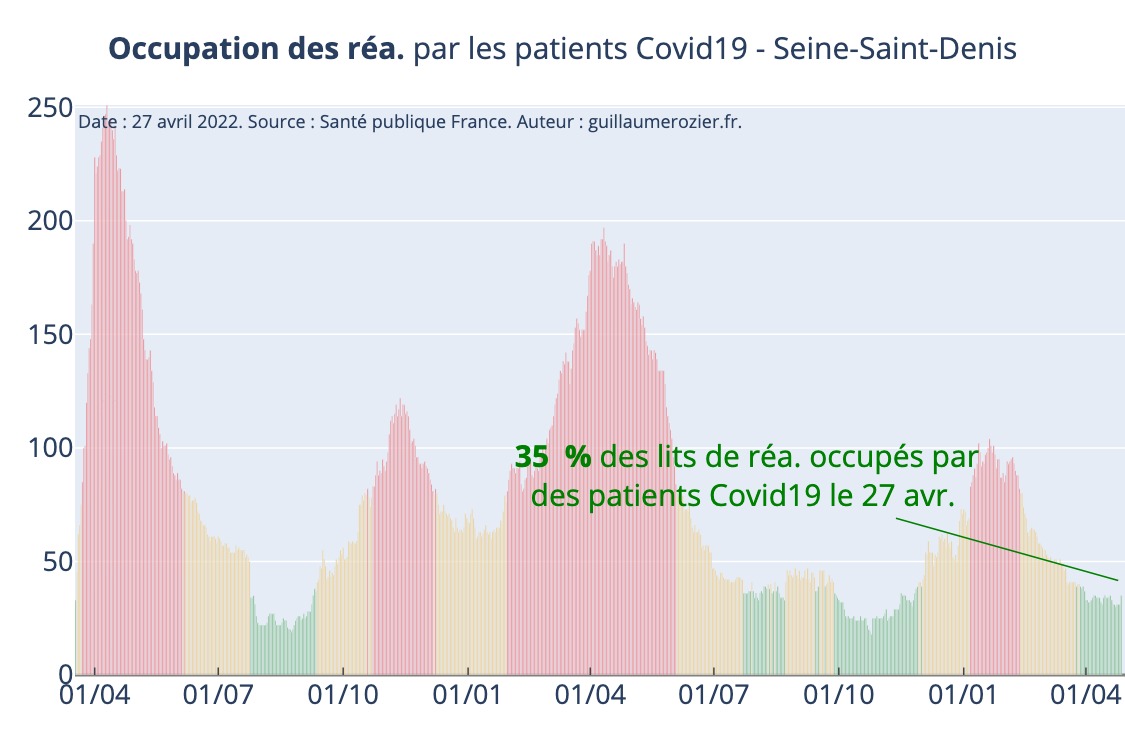 Occupation des réa. par les patients Covid19 - Seine-Saint-Denis
250
Date : 27 avril 2022. Source : Santé publique France. Auteur : guillaumerozier.fr.
200
150
100
35 % des lits de réa. occupés par
des patients Covid19 le 27 avr.
50
0
01/04 01/07 01/10 01/01 01/04 01/07 01/10 01/01 01/04